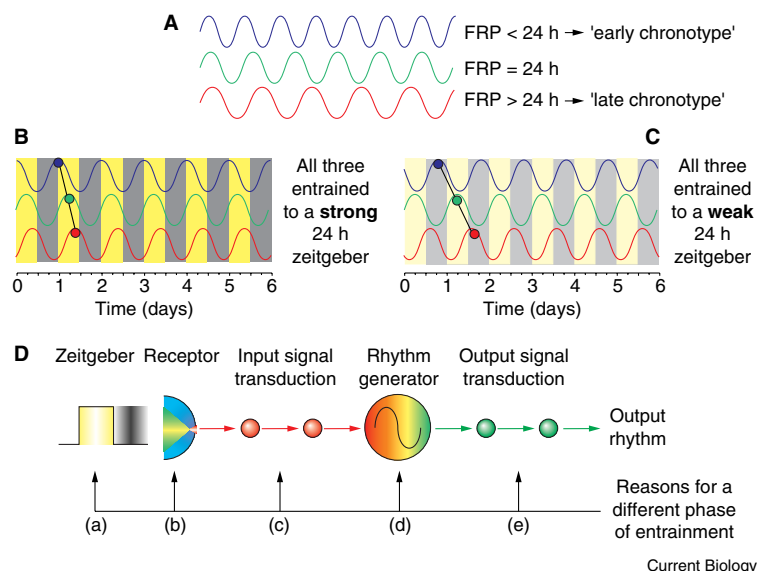 A
FRP < 24 h → 'early chronotype'
FRP = 24 h
FRP > 24 h → 'late chronotype'
B
0 1 2 3 4 5 6
Time (days)
All three
entrained
to a strong
24 h
zeitgeber
C
0 1 2 3 4 5 6
Time (days)
All three
entrained
to a weak
24 h
zeitgeber
D
Zeitgeber
Receptor
Input signal
transduction
Rhythm
generator
Output signal
transduction
Output
rhythm
(a) (b) (c) (d) (e)
Reasons for a
different phase
of entrainment
Current Biology